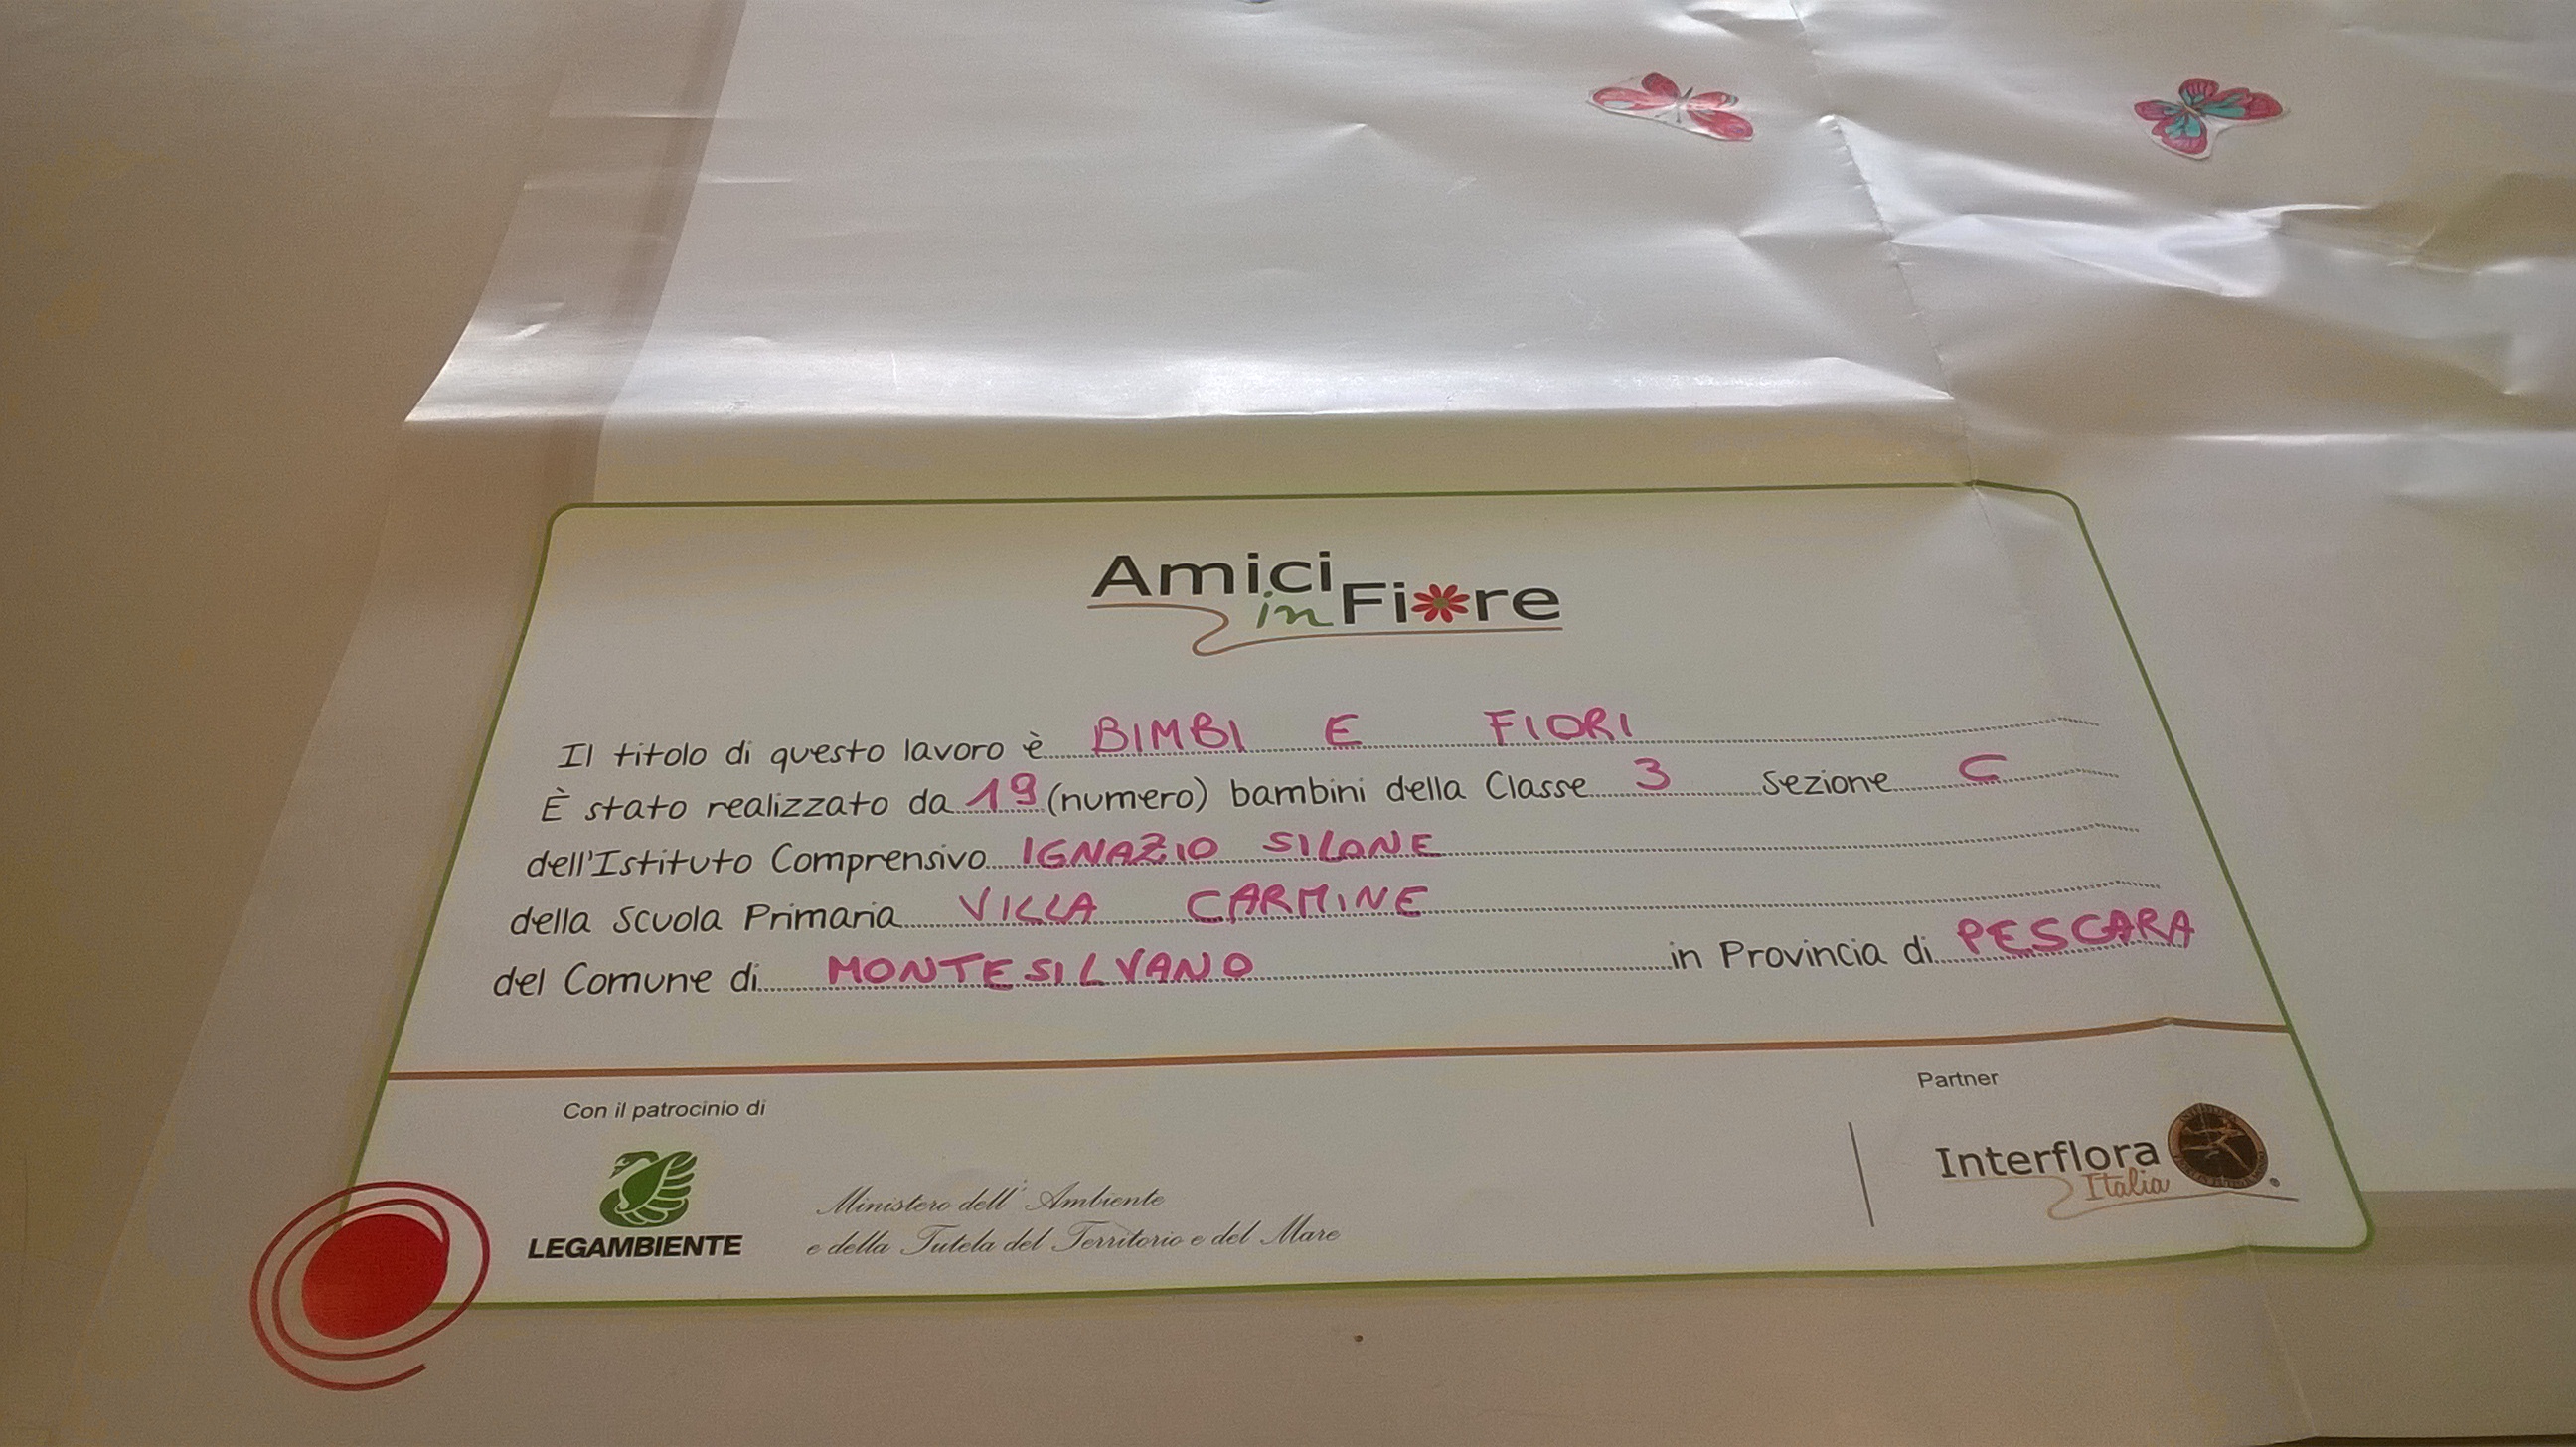 Amici
in Fiore
Il titolo di questo lavoro è BIMBI E FIORI
È stato realizzato da 19 (numero) bambini della Classe 3 Sezione C
dell'Istituto Comprensivo IGNAZIO SILONE
della Scuola Primaria VILLA CARMINE
del Comune di MONTESILVANO in Provincia di PESCARA
Con il patrocinio di
LEGAMBIENTE
Ministero dell'Ambiente
e della Tutela del Territorio e del Mare
Partner
Interflora
Italia